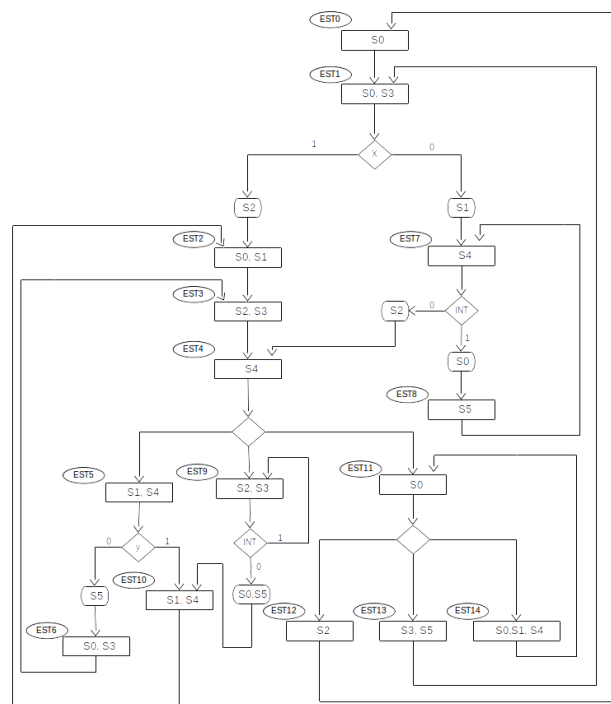 EST0
S0
EST1
S0, S3
1
X
0
S2
S1
EST2
S0, S1
EST7
S4
EST3
S2, S3
S2
0
INT
1
EST4
S4
S0
EST8
S5
EST5
S1, S4
EST9
S2, S3
EST11
S0
0
y
1
INT
1
0
S5
EST10
S1, S4
S0,S5
EST12
S2
EST13
S3, S5
EST14
S0,S1, S4
EST6
S0, S3